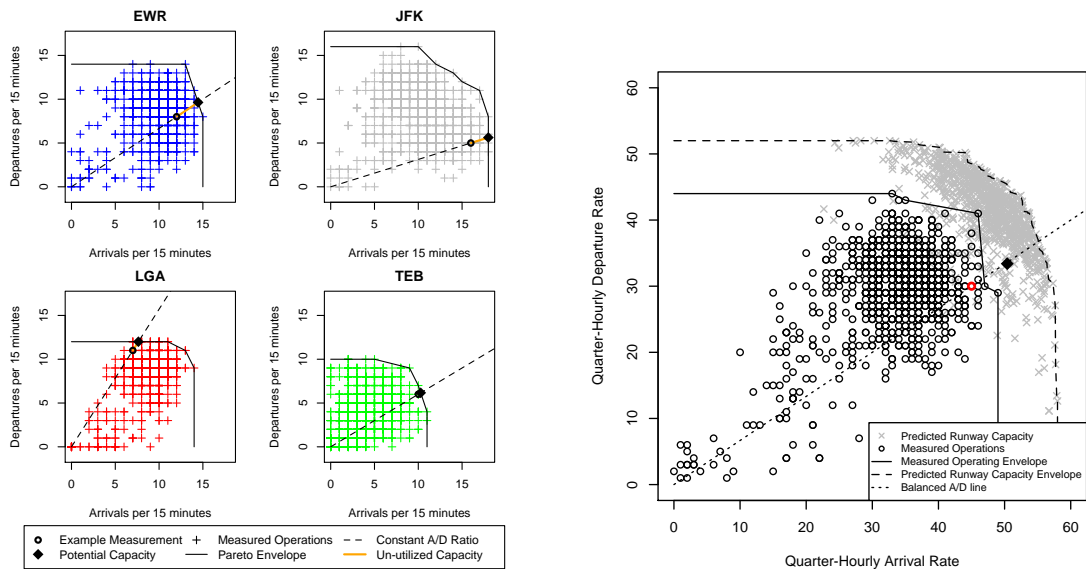 EWR
Departures per 15 minutes
0 5 10 15
0 5 10 15
Arrivals per 15 minutes
JFK
Departures per 15 minutes
0 5 10 15
0 5 10 15
Arrivals per 15 minutes
LGA
Departures per 15 minutes
0 5 10 15
0 5 10 15
Arrivals per 15 minutes
TEB
Departures per 15 minutes
0 5 10 15
0 5 10 15
Arrivals per 15 minutes
Example Measurement
Potential Capacity
Measured Operations
Pareto Envelope
Constant A/D Ratio
Un-utilized Capacity
Quarter-Hourly Departure Rate
0 10 20 30 40 50 60
Predicted Runway Capacity
Measured Operations
Measured Operating Envelope
Predicted Runway Capacity Envelope
Balanced A/D line
0 10 20 30 40 50 60
Quarter-Hourly Arrival Rate